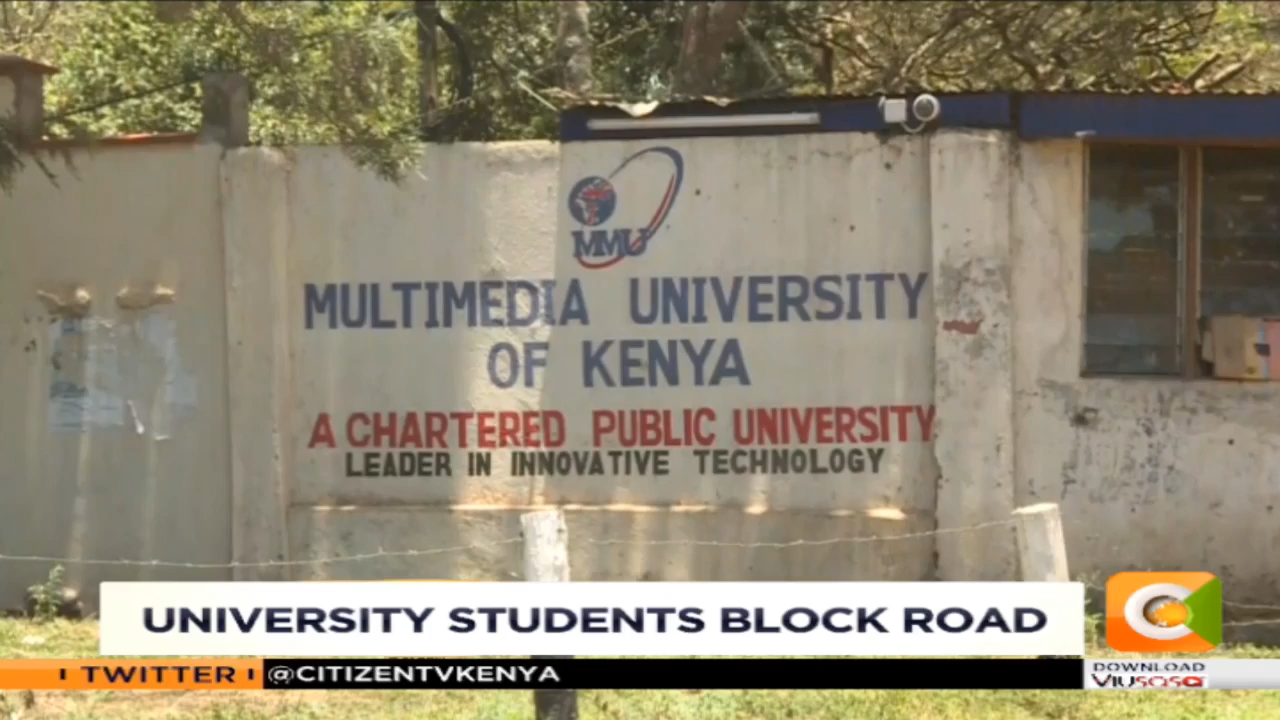 MMU
MULTIMEDIA UNIVERSITY
OF KENYA
A CHARTERED PUBLIC UNIVERSITY
LEADER IN INNOVATIVE TECHNOLOGY
UNIVERSITY STUDENTS BLOCK ROAD
TWITTER
@CITIZENTVKENYA
DOWNLOAD
VIUSASA